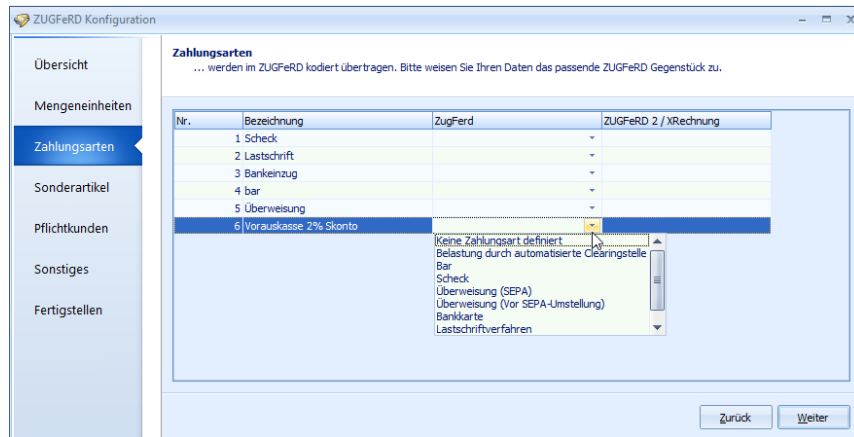 ZUGFeRD Konfiguration
Übersicht
Mengeneinheiten
Zahlungsarten
Sonderartikel
Pflichtkunden
Sonstiges
Fertigstellen
Zahlungsarten
... werden im ZUGFeRD kodiert übertragen. Bitte weisen Sie Ihren Daten das passende ZUGFeRD Gegenstück zu.
Nr. Bezeichnung ZugFerd ZUGFeRD 2 / XRechnung
1 Scheck
2 Lastschrift
3 Bankeinzug
4 bar
5 Überweisung
6 Vorauskasse 2% Skonto
Keine Zahlungsart definiert
Belastung durch automatisierte Clearingstelle
Bar
Scheck
Überweisung (SEPA)
Überweisung (Vor SEPA-Umstellung)
Bankkarte
Lastschriftverfahren
Zurück Weiter